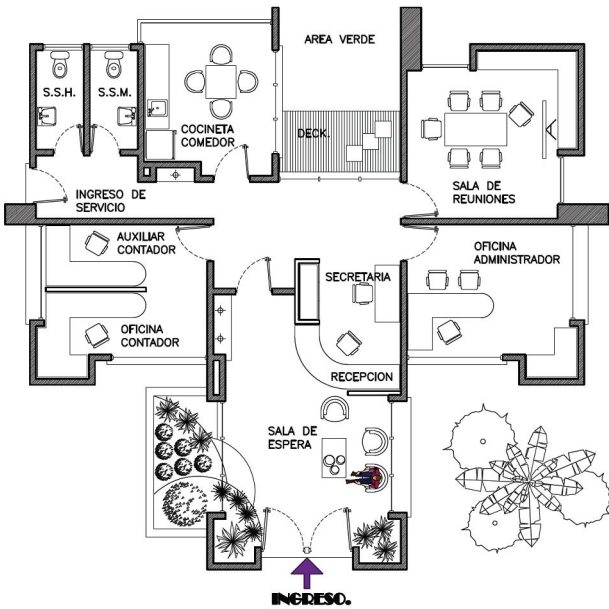 AREA VERDE
S.S.H.
S.S.M.
COCINETA
COMEDOR
DECK.
SALA DE
REUNIONES
INGRESO DE
SERVICIO
AUXILIAR
CONTADOR
OFICINA
ADMINISTRADOR
SECRETARIA
OFICINA
CONTADOR
RECEPCION
SALA DE
ESPERA
INGRESO.